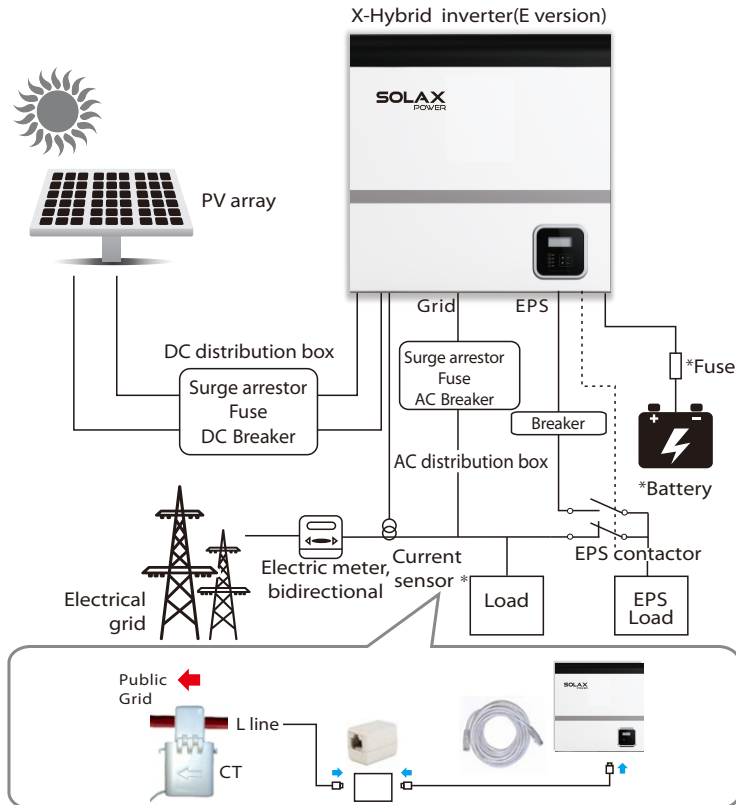 X-Hybrid inverter(E version)
SOLAX
POWER
PV array
Grid
EPS
DC distribution box
Surge arrestor
Fuse
DC Breaker
Surge arrestor
Fuse
AC Breaker
*Fuse
Breaker
+ -
AC distribution box
*Battery
Electric meter,
bidirectional
Current
sensor *
EPS contactor
Electrical
grid
Load
EPS
Load
Public
Grid
L line
CT
SOLAX
POWER